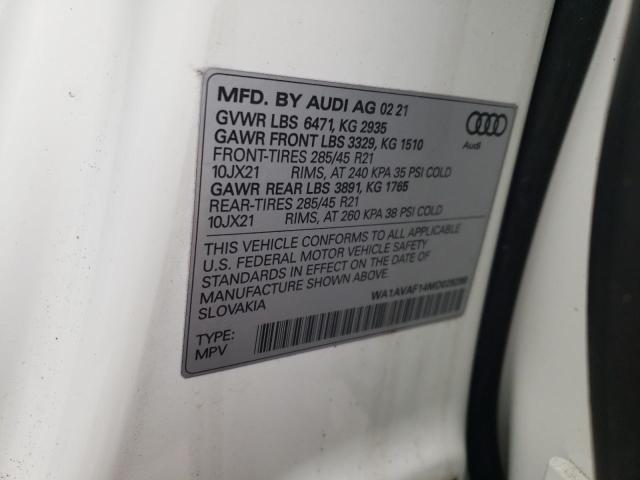 MFD. BY AUDI AG 02 21
GVWR LBS 6471, KG 2935
GAWR FRONT LBS 3329, KG 1510
FRONT-TIRES 285/45 R21
10JX21 RIMS, AT 240 KPA 35 PSI COLD
GAWR REAR LBS 3891, KG 1765
REAR-TIRES 285/45 R21
10JX21 RIMS, AT 260 KPA 38 PSI COLD
Audi
THIS VEHICLE CONFORMS TO ALL APPLICABLE
U.S. FEDERAL MOTOR VEHICLE SAFETY
STANDARDS IN EFFECT ON THE DATE OF
MANUFACTURE SHOWN ABOVE.
SLOVAKIA
TYPE:
MPV